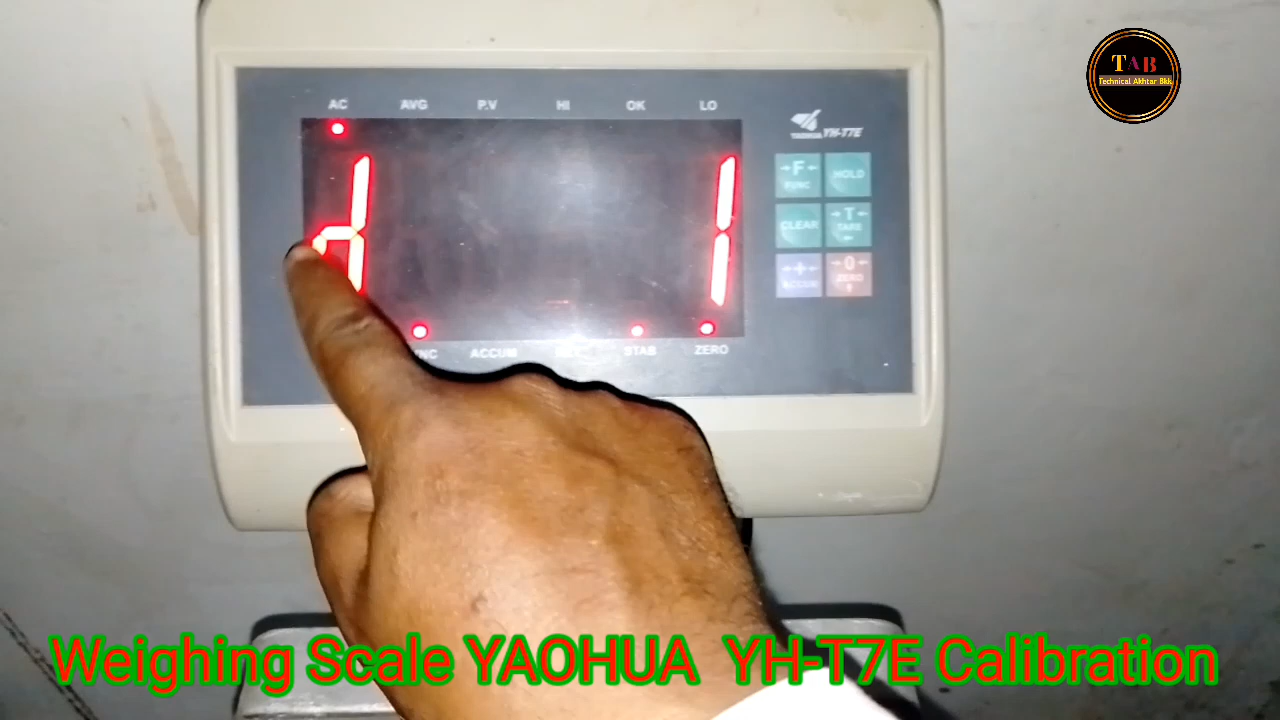 TAB
Technical Akhtar Bkk
AC AVG P.V HI OK LO
YAOHUA YH-T7E
d 1
F HOLD
FUNC
CLEAR T
TARE
ACCUM 0
ZERO
ACCUM STAB ZERO
Weighing Scale YAOHUA YH-T7E Calibration